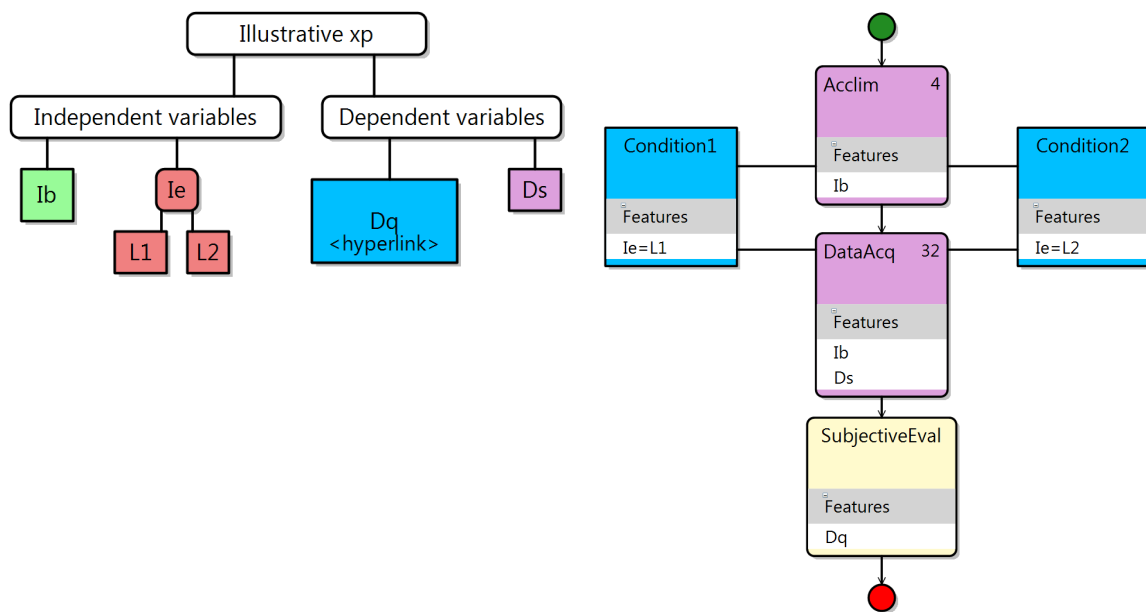 Illustrative xp
Independent variables
Dependent variables
Ib
Ie
L1
L2
Dq
<hyperlink>
Ds
Acclim 4
Features
Ib
Condition1
Features
Ie=L1
Condition2
Features
Ie=L2
DataAcq 32
Features
Ib
Ds
SubjectiveEval
Features
Dq